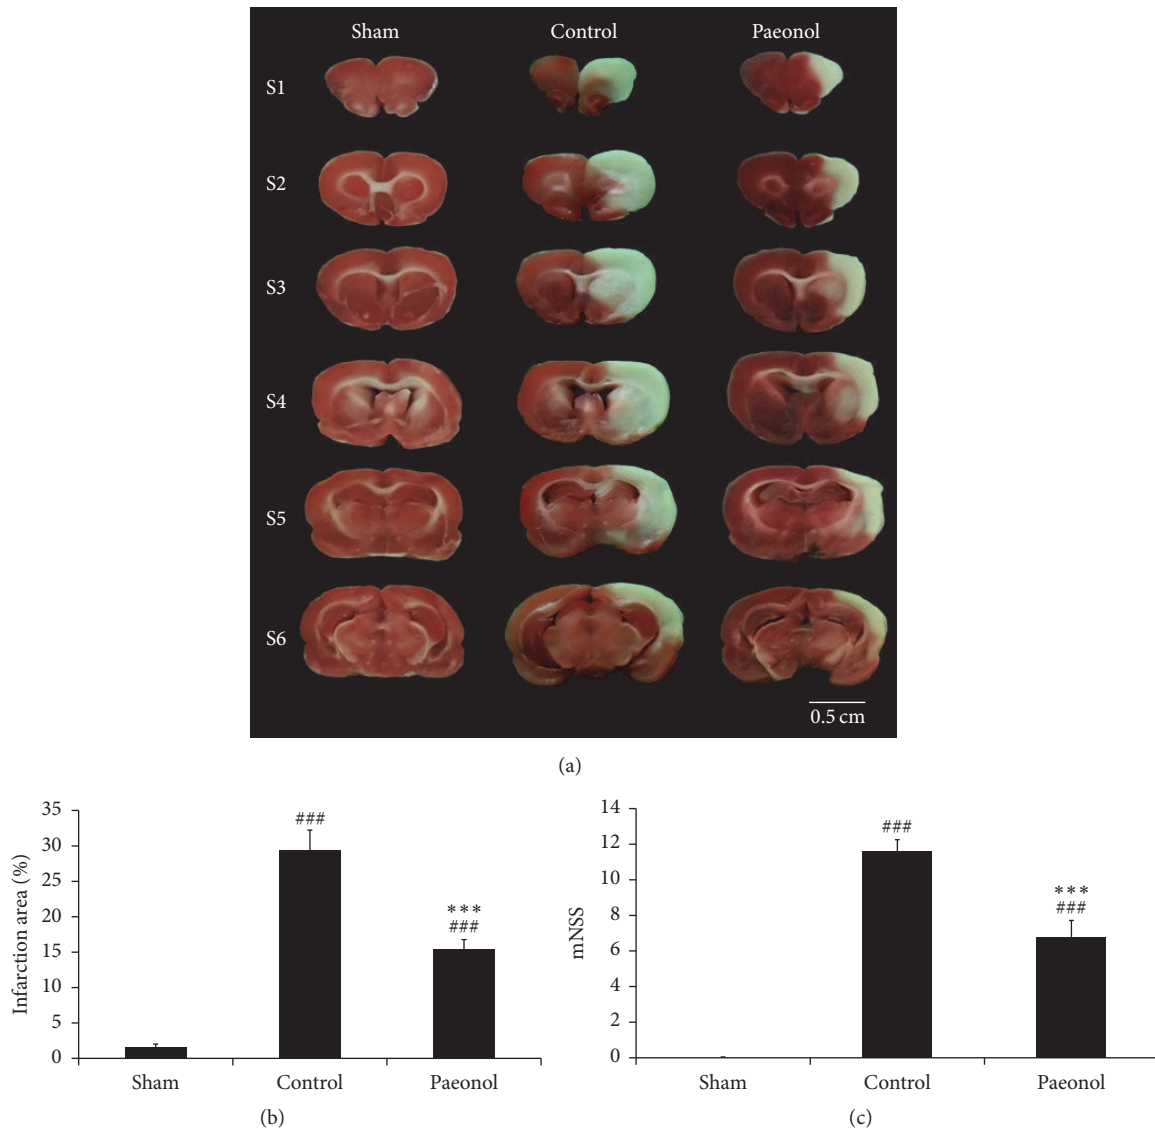 Sham Control Paeonol
S1
S2
S3
S4
S5
S6
0.5 cm
(a)
35
30
25
20
15
10
5
0
Infarction area (%)
###
***
###
Sham Control Paeonol
(b)
14
12
10
8
6
4
2
0
mNSS
###
***
###
Sham Control Paeonol
(c)